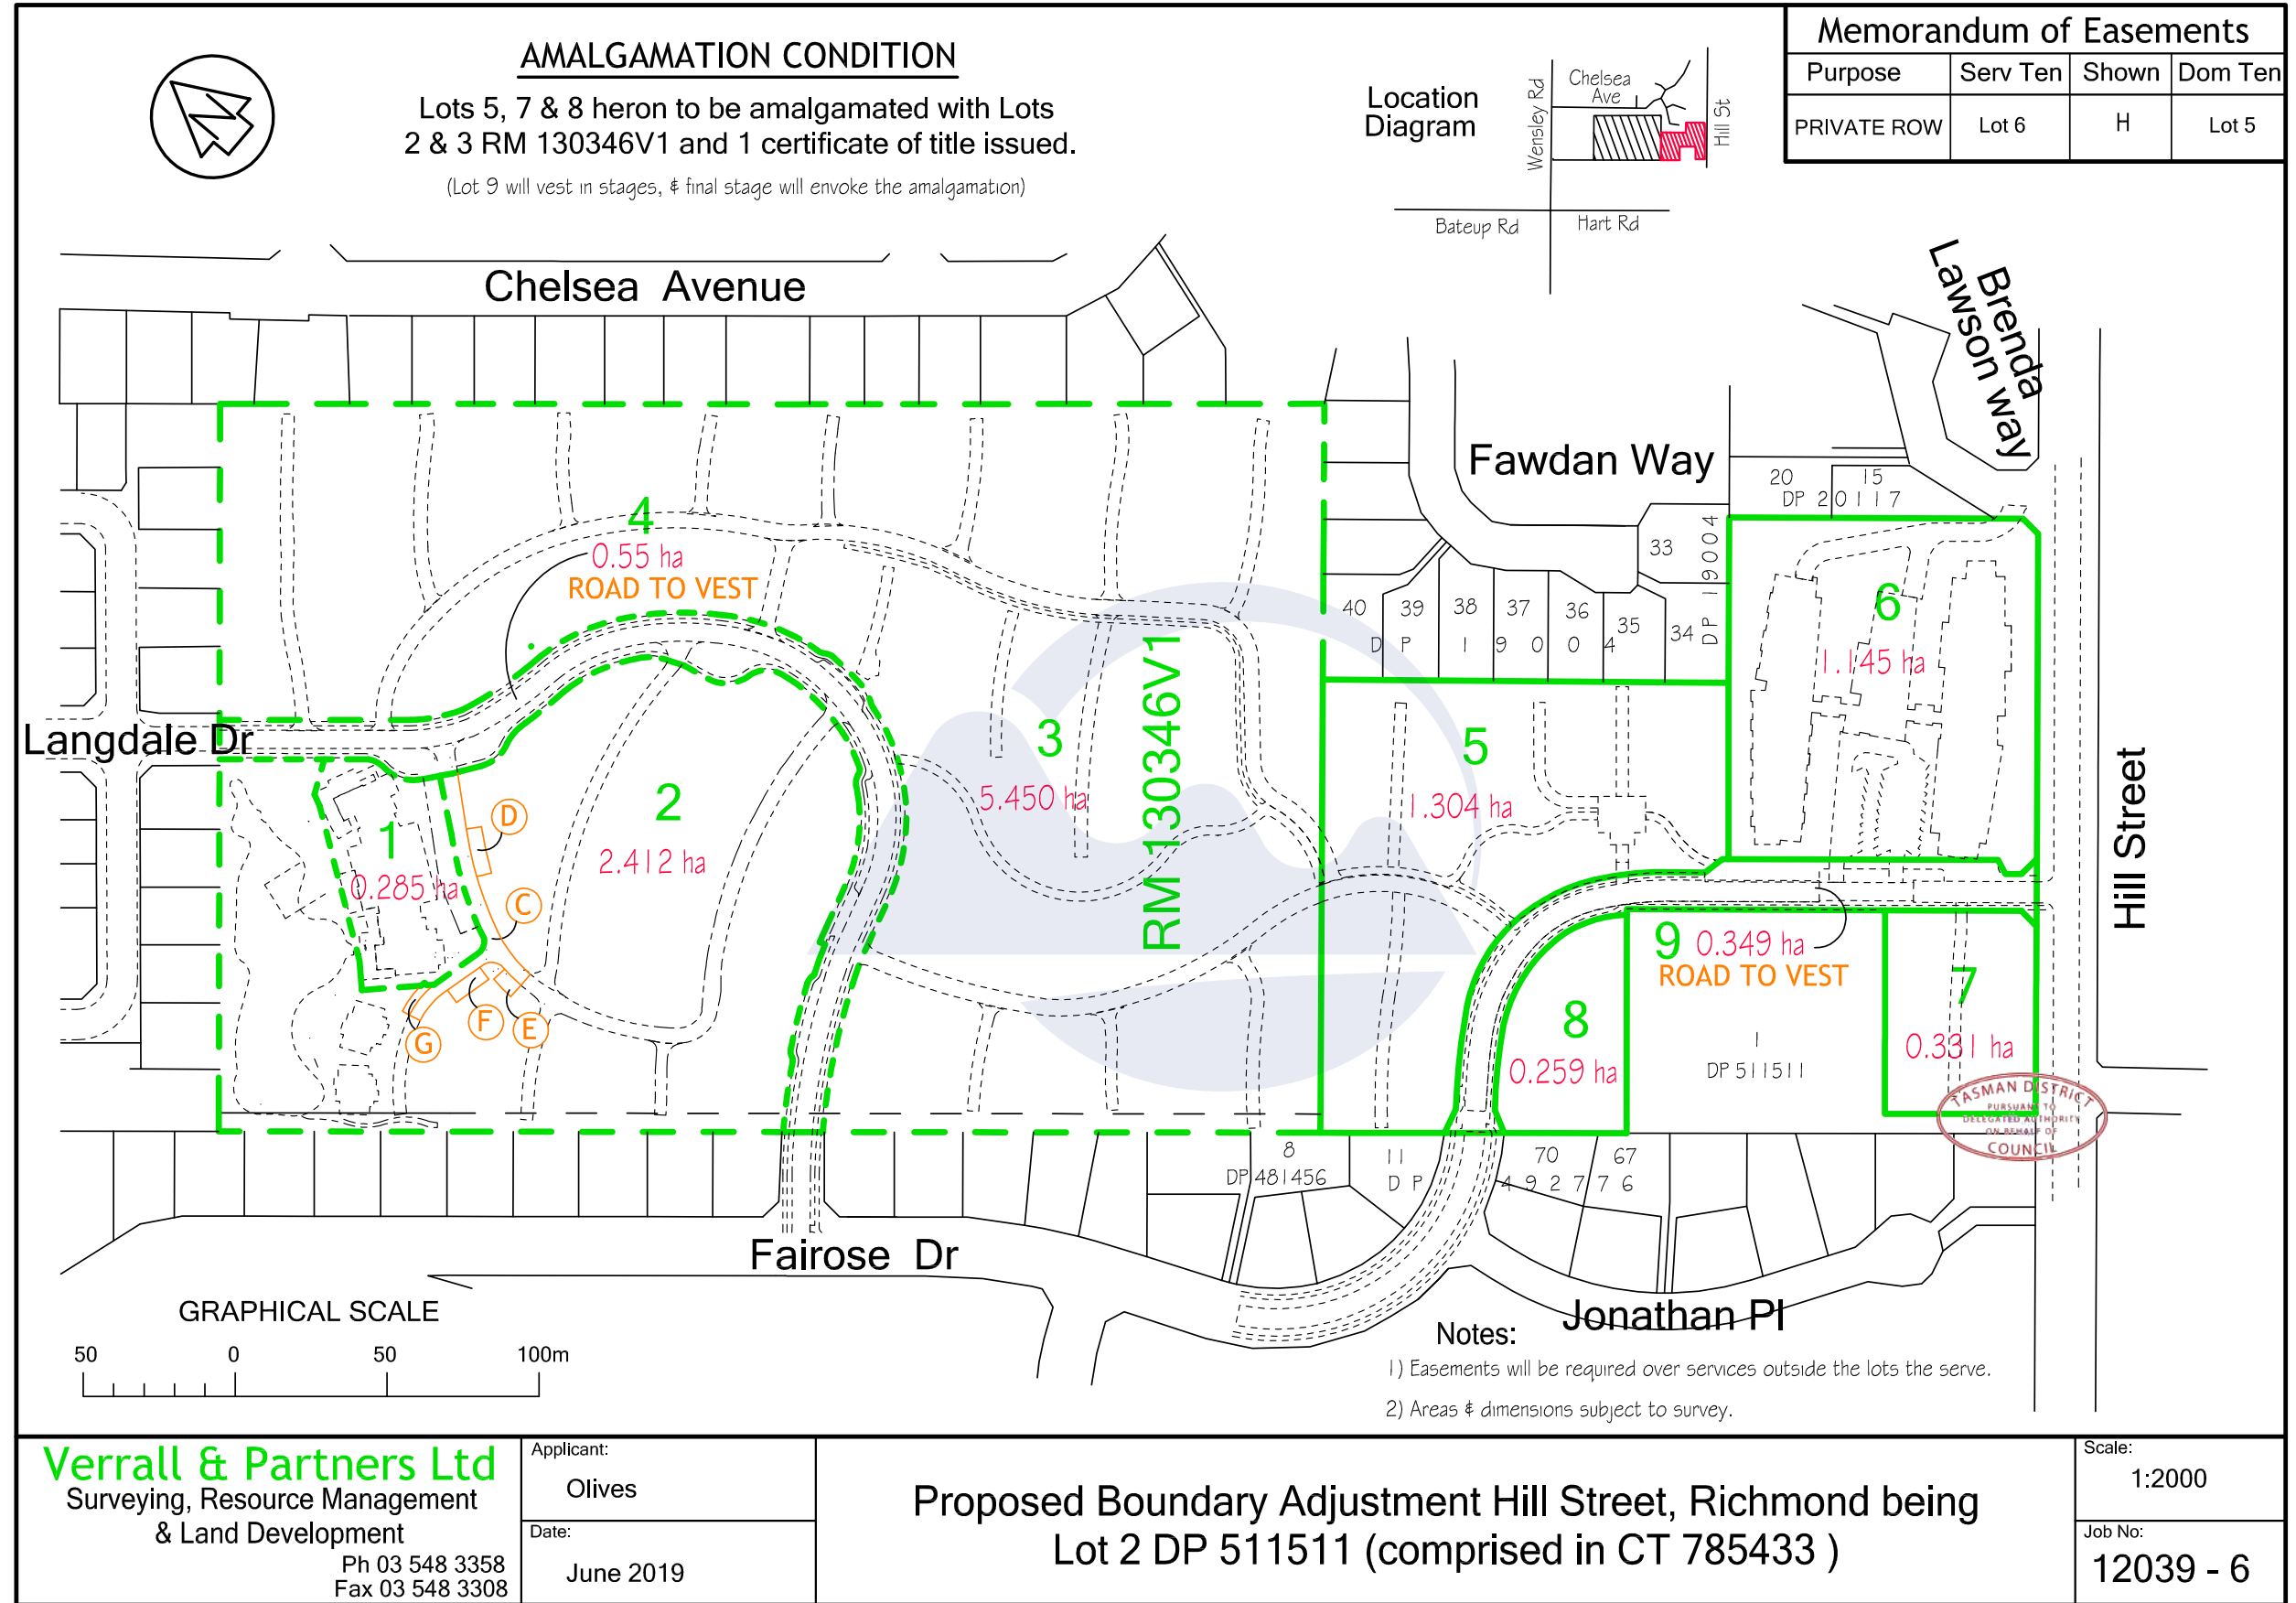 AMALGAMATION CONDITION
Lots 5, 7 & 8 heron to be amalgamated with Lots
2 & 3 RM 130346V1 and 1 certificate of title issued.
(Lot 9 will vest in stages, & final stage will envoke the amalgamation)
Location
Diagram
Wensley Rd
Chelsea
Ave
Hill St
Bateup Rd
Hart Rd
Memorandum of Easements
Purpose Serv Ten Shown Dom Ten
PRIVATE ROW Lot 6 H Lot 5
Chelsea Avenue
Brenda
Lawson way
Fawdan Way
20 15
DP 20117
33
DP 19004
4
0.55 ha
ROAD TO VEST
40 39 38 37 36 35 34
DP 19004
6
1.145 ha
Langdale Dr
3
5.450 ha
RM 130346V1
5
1.304 ha
2
2.412 ha
1
0.285 ha
D
C
F
E
G
Hill Street
9 0.349 ha
ROAD TO VEST
8
0.259 ha
1
DP 511511
7
0.331 ha
TASMAN DISTRICT
PURSUANT TO
DELEGATED AUTHORITY
ON BEHALF OF
COUNCIL
8
DP 481456
11 70 67
DP 492776
Fairose Dr
Jonathan Pl
GRAPHICAL SCALE
50 0 50 100m
Notes:
1) Easements will be required over services outside the lots the serve.
2) Areas & dimensions subject to survey.
Verrall & Partners Ltd
Surveying, Resource Management
& Land Development
Ph 03 548 3358
Fax 03 548 3308
Applicant:
Olives
Date:
June 2019
Proposed Boundary Adjustment Hill Street, Richmond being
Lot 2 DP 511511 (comprised in CT 785433 )
Scale:
1:2000
Job No:
12039 - 6